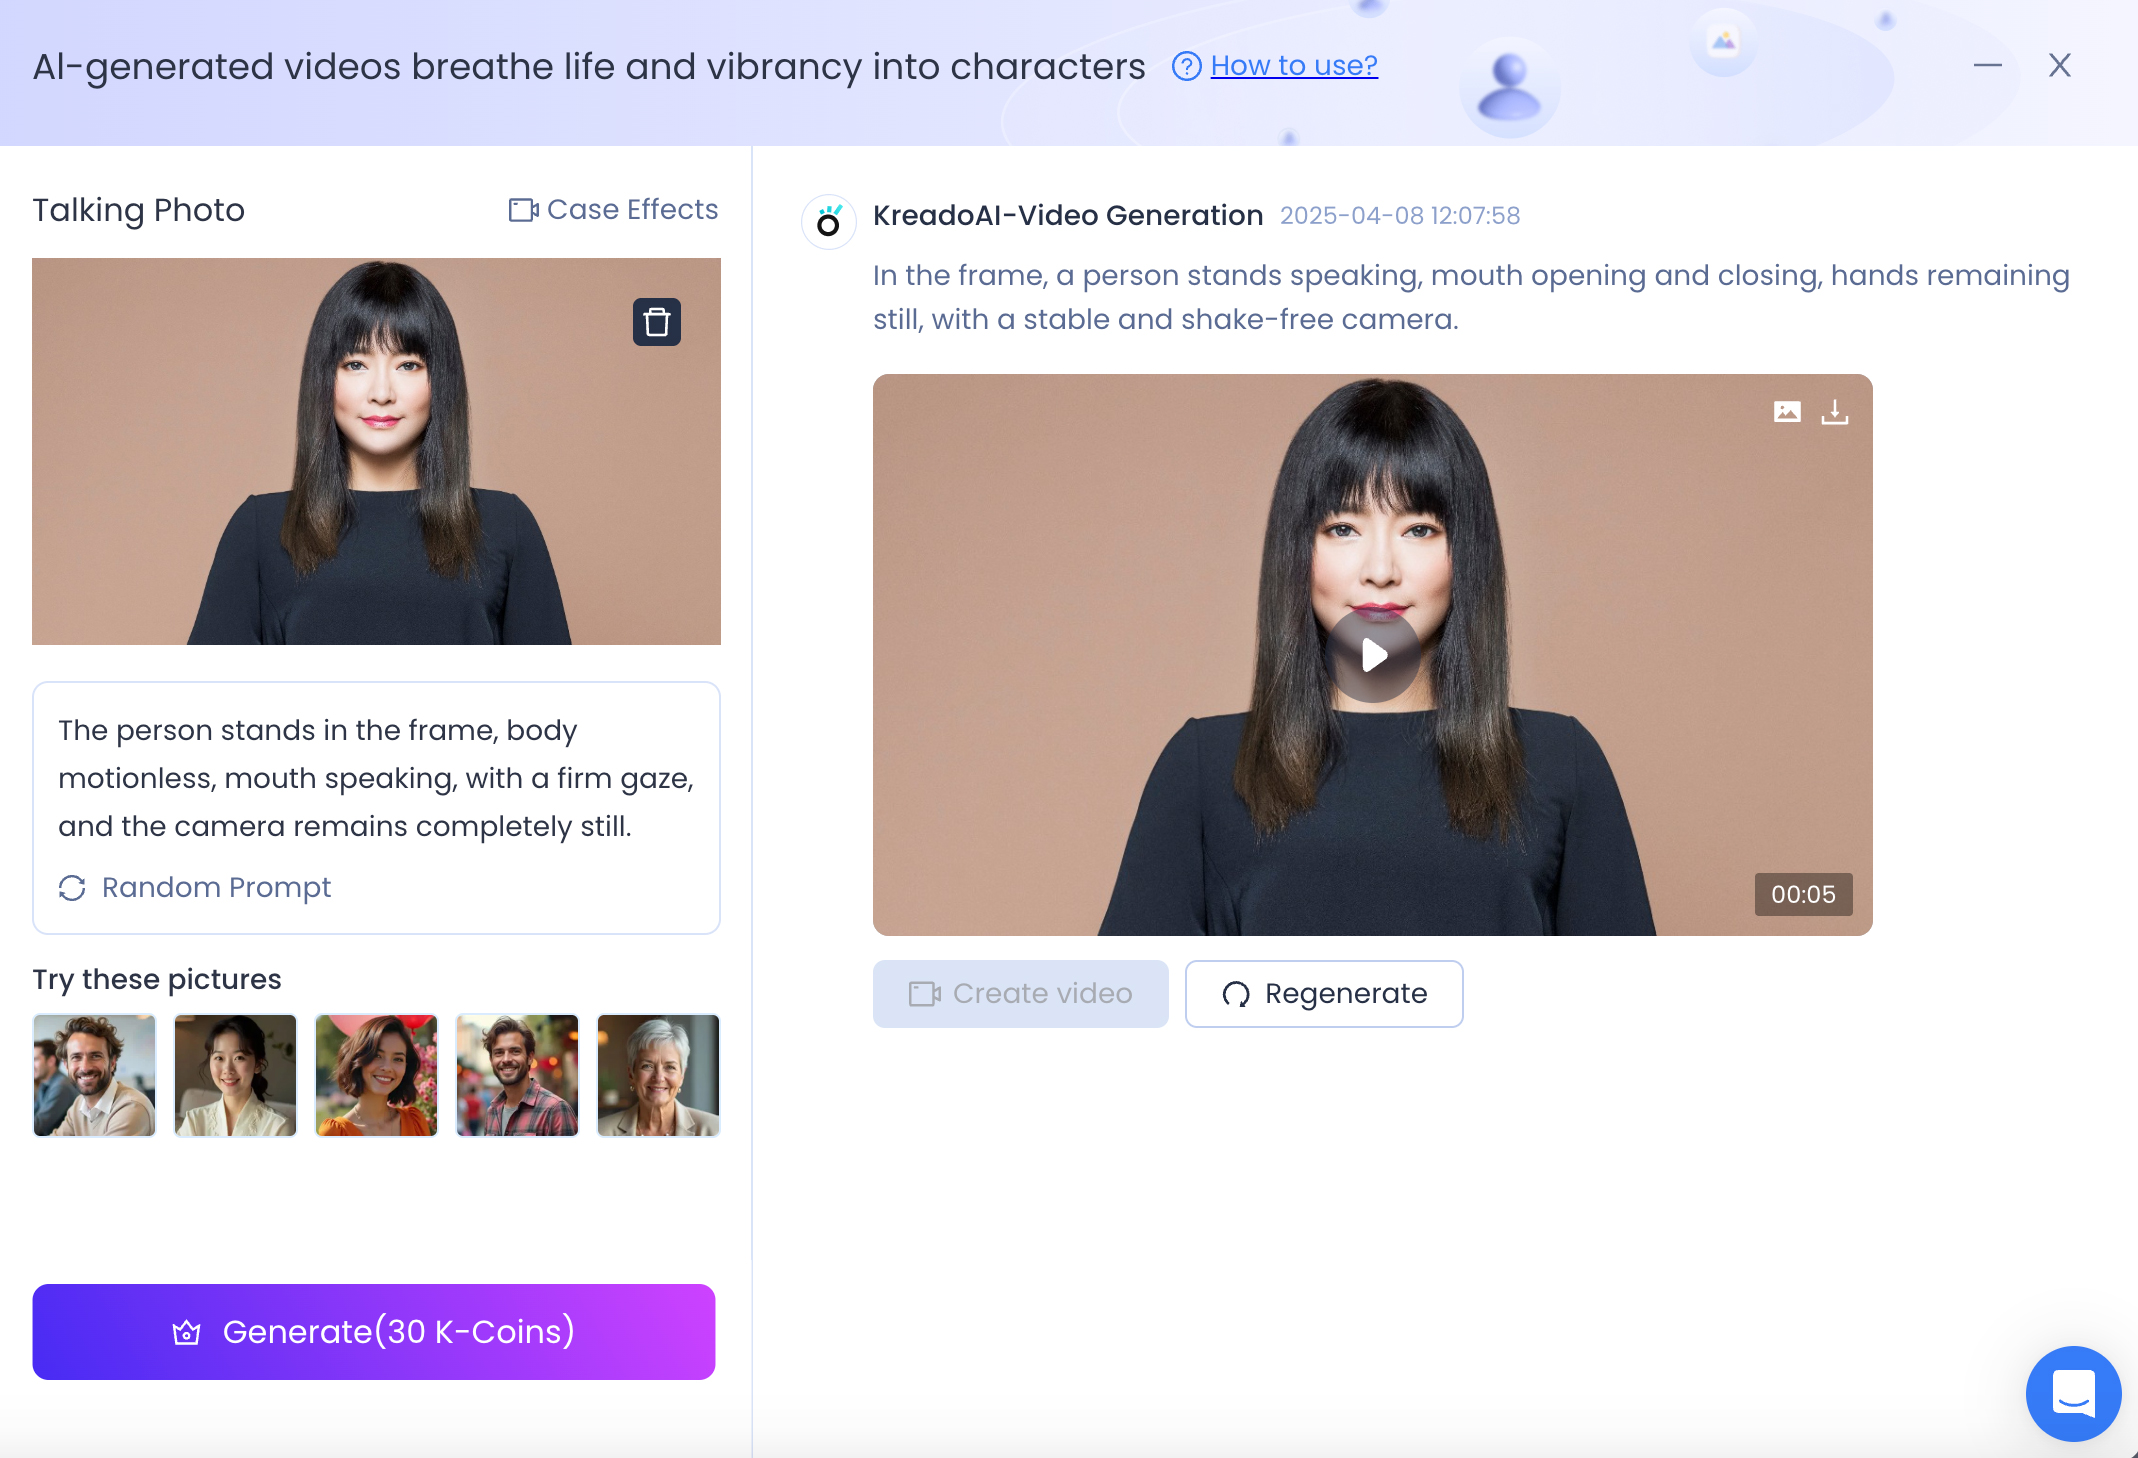 AI-generated videos breathe life and vibrancy into characters
How to use?
Talking Photo
Case Effects
The person stands in the frame, body
motionless, mouth speaking, with a firm gaze,
and the camera remains completely still.
Random Prompt
Try these pictures
Generate(30 K-Coins)
KreadoAI-Video Generation 2025-04-08 12:07:58
In the frame, a person stands speaking, mouth opening and closing, hands remaining
still, with a stable and shake-free camera.
00:05
Create video
Regenerate